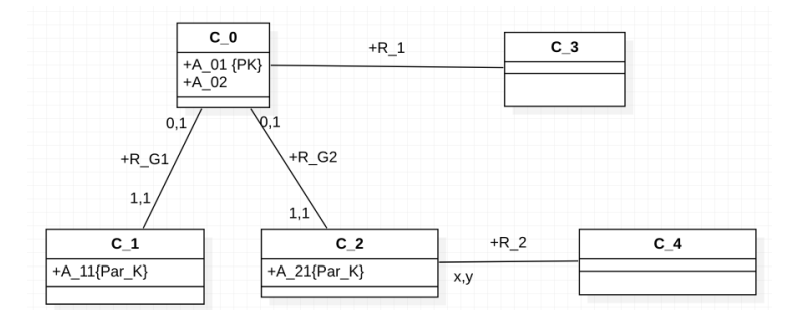 C_0
+A_01 {PK}
+A_02
+R_1
C_3
0,1
0,1
+R_G1
+R_G2
1,1
1,1
C_1
+A_11{Par_K}
C_2
+A_21{Par_K}
+R_2
x,y
C_4